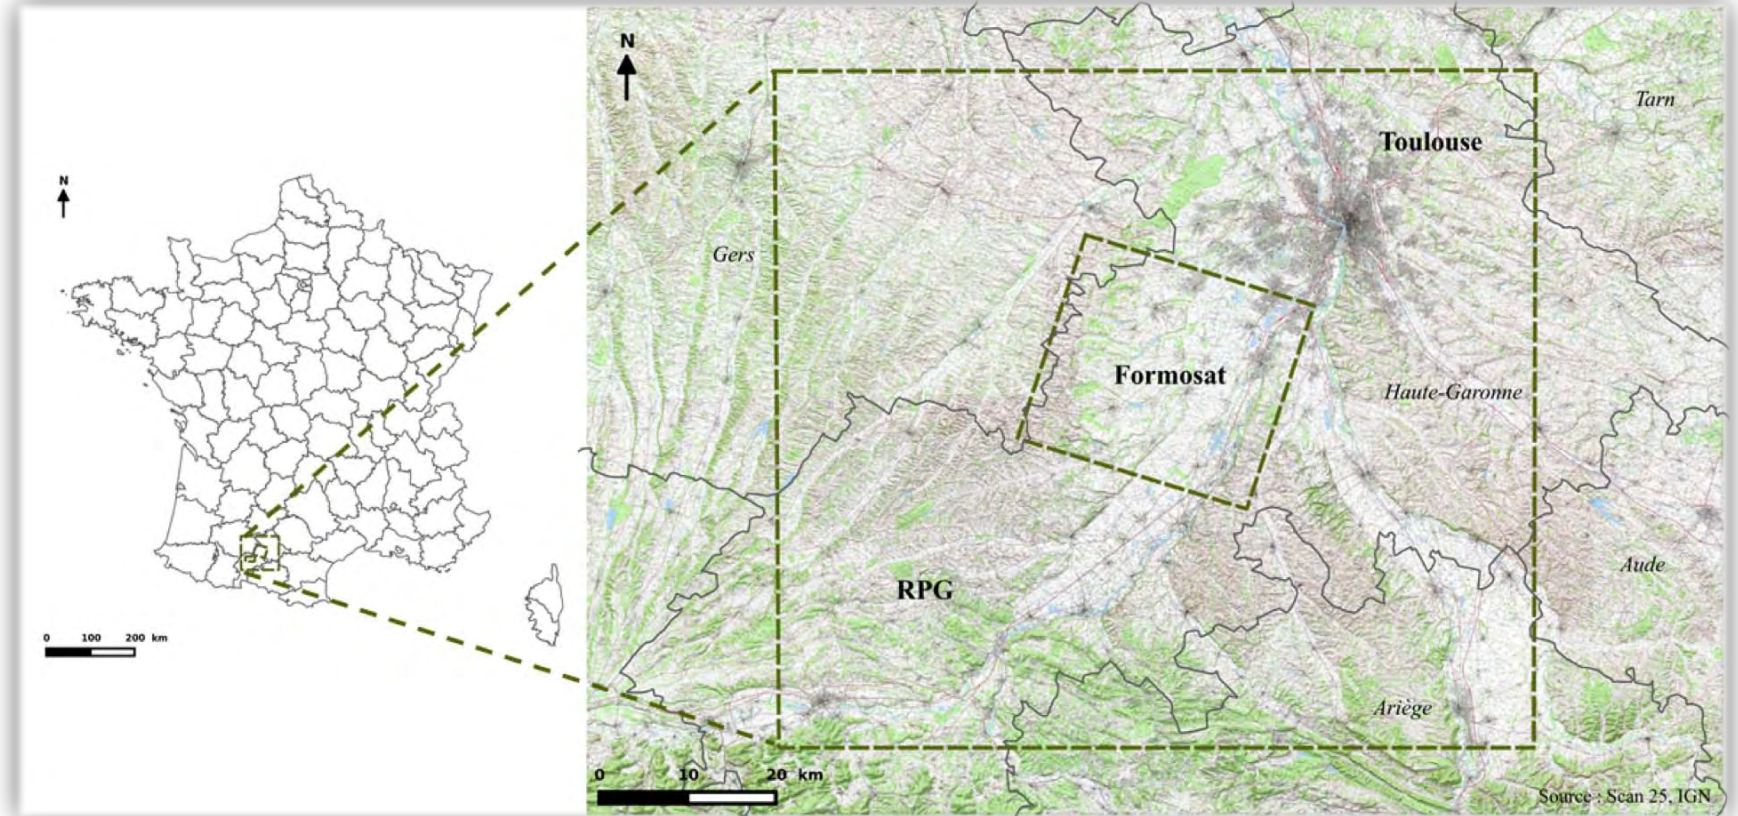 N
0 100 200 km
N
Tarn
Toulouse
Gers
Formosat
Haute-Garonne
Aude
RPG
Ariège
0 10 20 km
Source : Scan 25, IGN